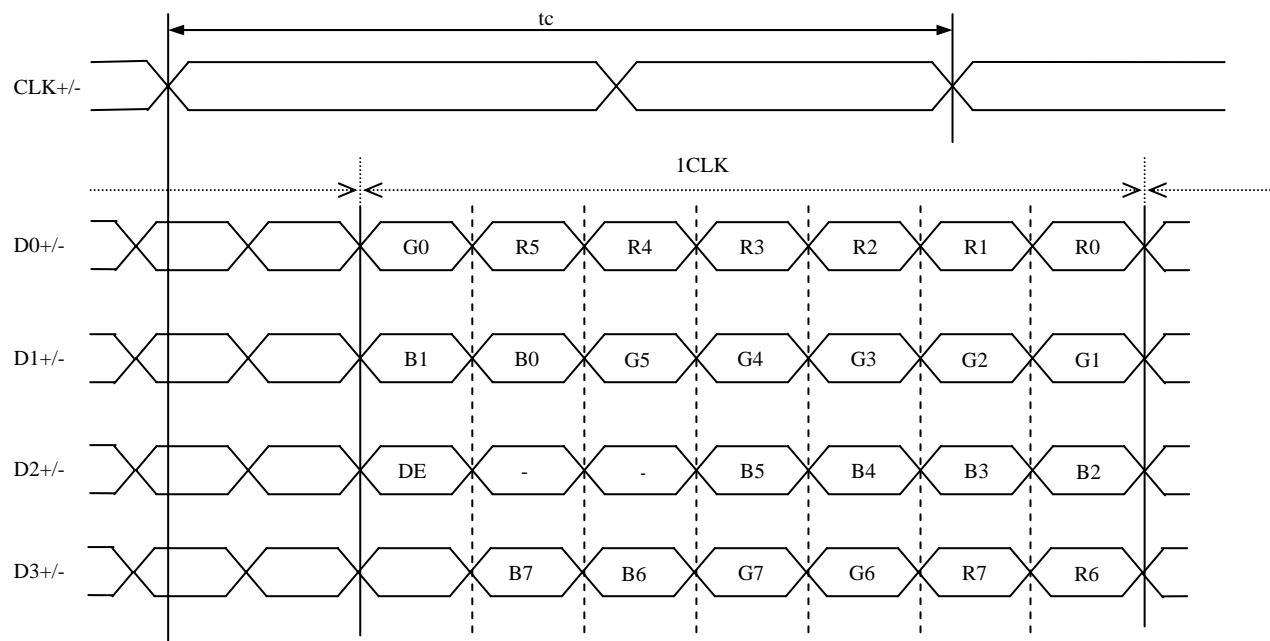 tc
CLK+/-
1CLK
D0+/- G0 R5 R4 R3 R2 R1 R0
D1+/- B1 B0 G5 G4 G3 G2 G1
D2+/- DE - - B5 B4 B3 B2
D3+/- B7 B6 G7 G6 R7 R6